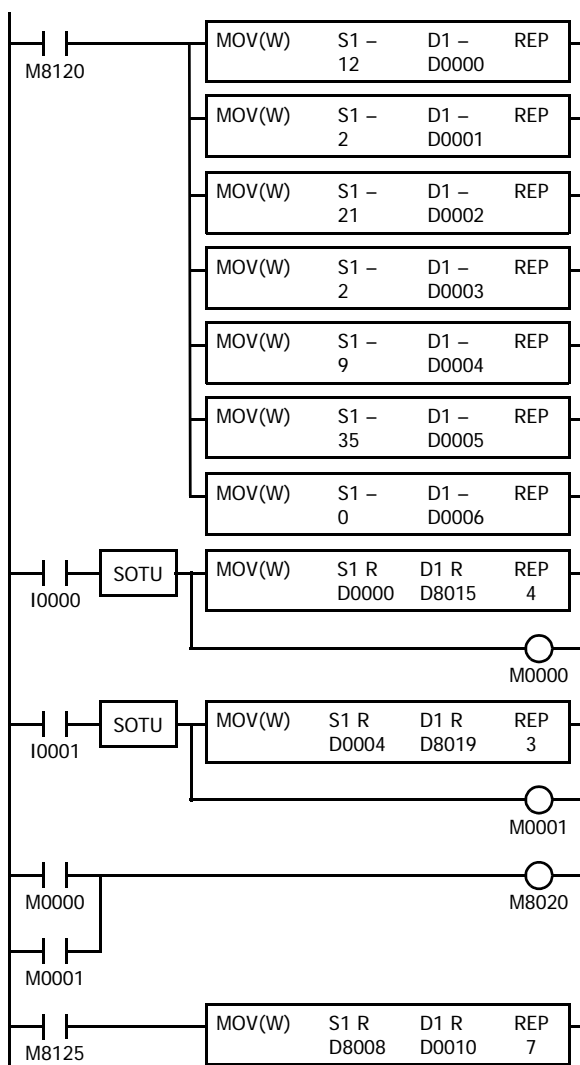 MOV(W) S1 – D1 – REP
12 D0000
M8120
MOV(W) S1 – D1 – REP
2 D0001
MOV(W) S1 – D1 – REP
21 D0002
MOV(W) S1 – D1 – REP
2 D0003
MOV(W) S1 – D1 – REP
9 D0004
MOV(W) S1 – D1 – REP
35 D0005
MOV(W) S1 – D1 – REP
0 D0006
SOTU MOV(W) S1 R D1 R REP
D0000 D8015 4
I0000
M0000
SOTU MOV(W) S1 R D1 R REP
D0004 D8019 3
I0001
M0001
M0000 M8020
M0001
MOV(W) S1 R D1 R REP
D8008 D0010 7
M8125